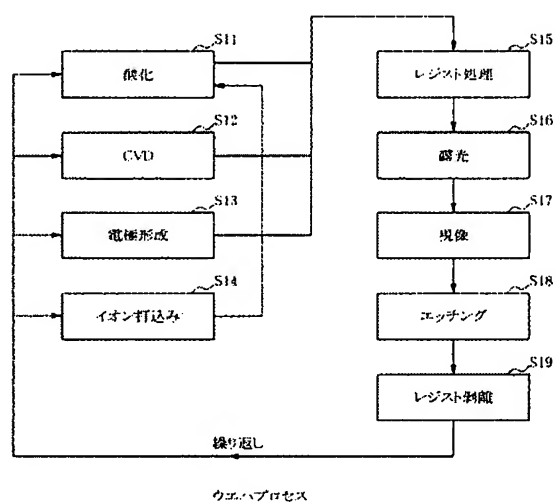 S11
酸化
S12
CVD
S13
電極形成
S14
イオン打込み
S15
レジスト処理
S16
露光
S17
現像
S18
エッチング
S19
レジスト剥離
繰り返し
ウエハプロセス